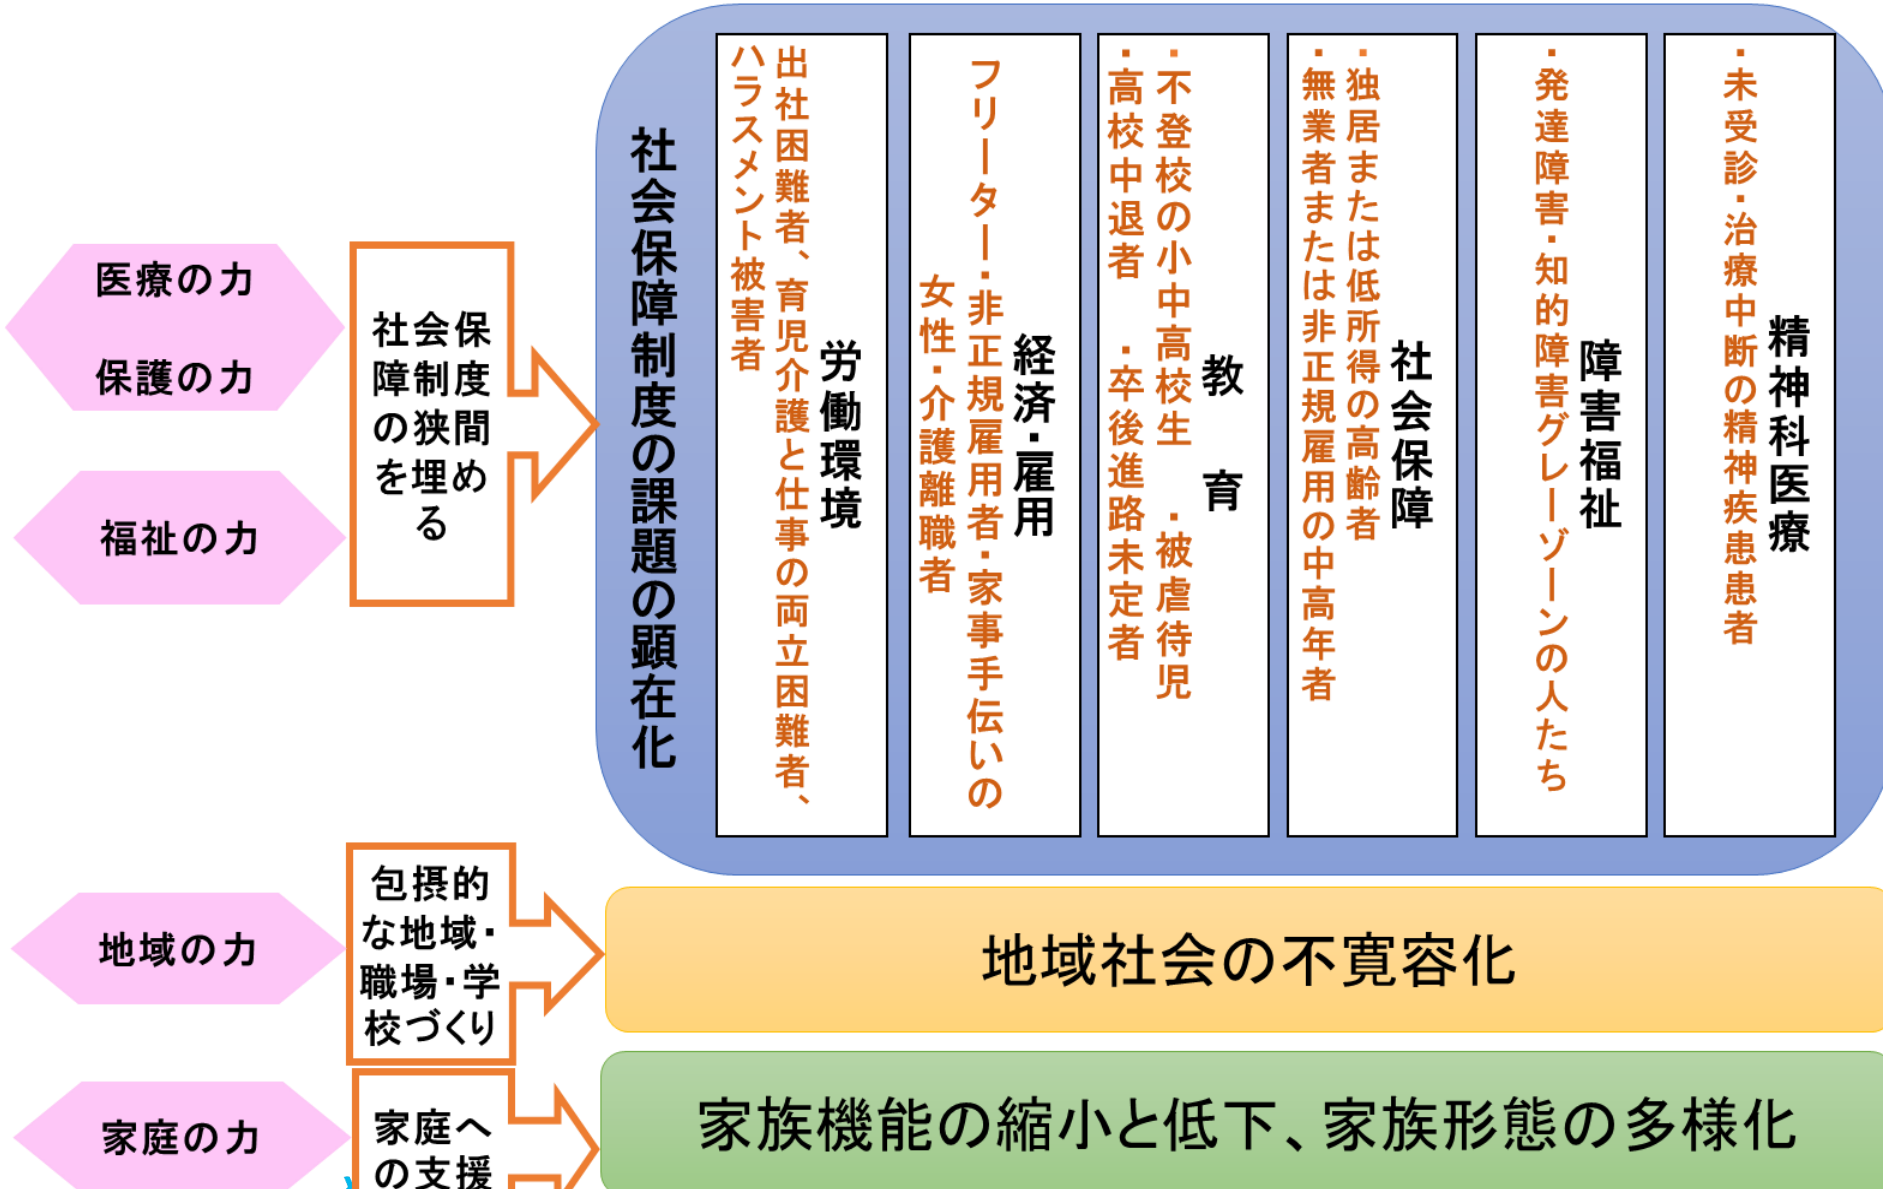 医療の力
保護の力
福祉の力
社会保
障制度
の狭間
を埋め
る
社会保障制度の課題の顕在化
労働環境
出社困難者、育児介護と仕事の両立困難者、
ハラスメント被害者
経済・雇用
フリーター・非正規雇用者・家事手伝いの
女性・介護離職者
教　育
・不登校の小中高校生　・被虐待児
・高校中退者　・卒後進路未定者
社会保障
・独居または低所得の高齢者
・無業者または非正規雇用の中高年者
障害福祉
・発達障害・知的障害グレーゾーンの人たち
精神科医療
・未受診・治療中断の精神疾患患者
地域の力
包摂的
な地域・
職場・学
校づくり
地域社会の不寛容化
家庭の力
家庭へ
の支援
家族機能の縮小と低下、家族形態の多様化